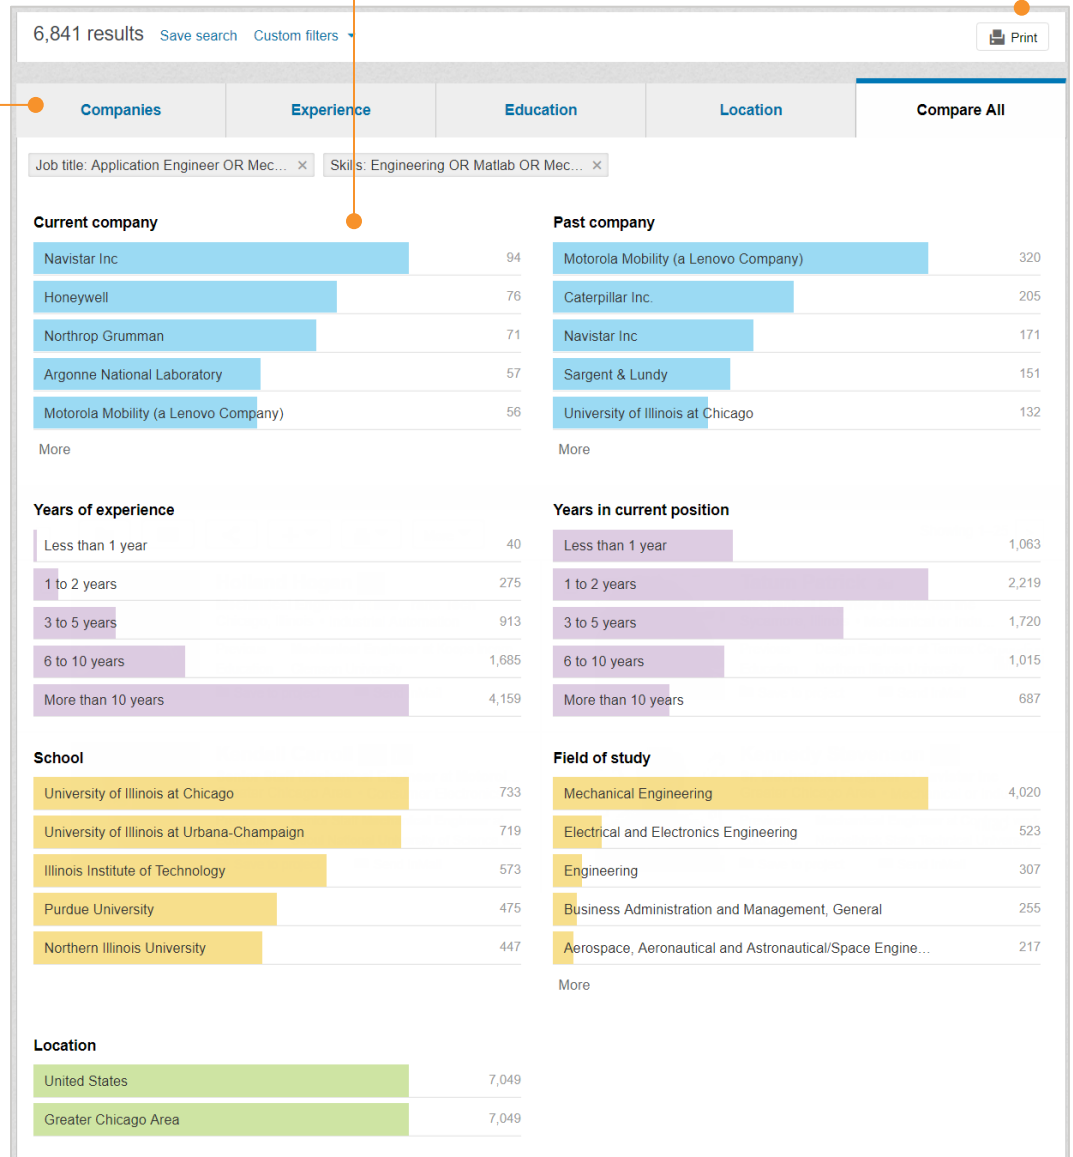 6,841 results Save search Custom filters
Print
Companies Experience Education Location Compare All
Job title: Application Engineer OR Mec... × Skills: Engineering OR Matlab OR Mec... ×
Current company
Navistar Inc 94
Honeywell 76
Northrop Grumman 71
Argonne National Laboratory 57
Motorola Mobility (a Lenovo Company) 56
More
Past company
Motorola Mobility (a Lenovo Company) 320
Caterpillar Inc. 205
Navistar Inc 171
Sargent & Lundy 151
University of Illinois at Chicago 132
More
Years of experience
Less than 1 year 40
1 to 2 years 275
3 to 5 years 913
6 to 10 years 1,685
More than 10 years 4,159
Years in current position
Less than 1 year 1,063
1 to 2 years 2,219
3 to 5 years 1,720
6 to 10 years 1,015
More than 10 years 687
School
University of Illinois at Chicago 733
University of Illinois at Urbana-Champaign 719
Illinois Institute of Technology 573
Purdue University 475
Northern Illinois University 447
Field of study
Mechanical Engineering 4,020
Electrical and Electronics Engineering 523
Engineering 307
Business Administration and Management, General 255
Aerospace, Aeronautical and Astronautical/Space Engine... 217
More
Location
United States 7,049
Greater Chicago Area 7,049